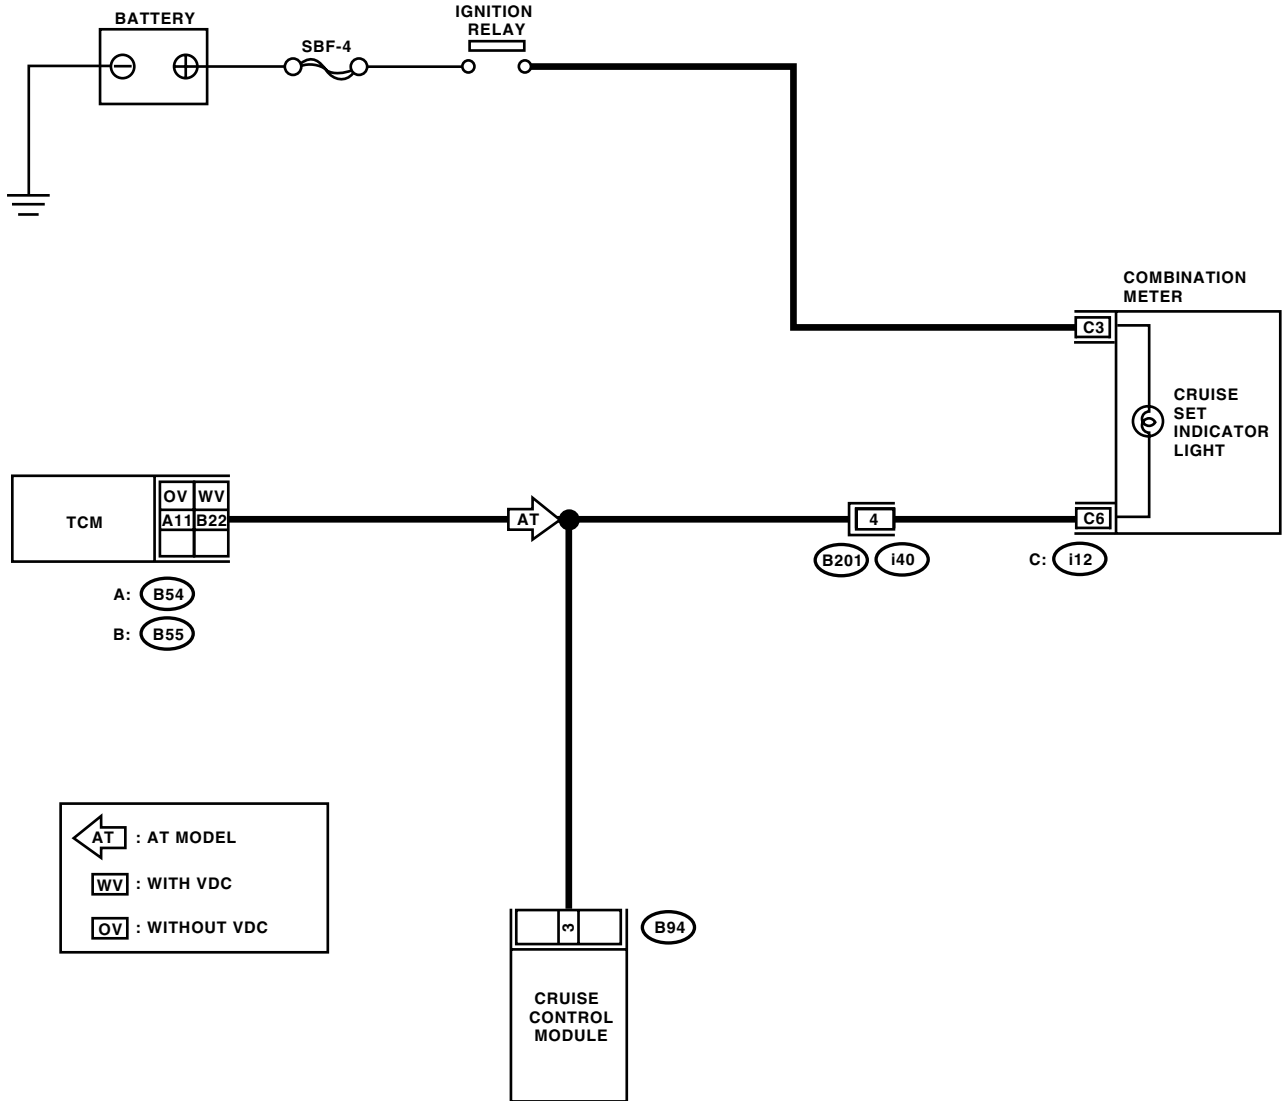 BATTERY
SBF-4
IGNITION
RELAY
COMBINATION
METER
C3
CRUISE
SET
INDICATOR
LIGHT
TCM
OV WV
A11 B22
AT
4
C6
B201 i40
C: i12
A: B54
B: B55
AT : AT MODEL
WV : WITH VDC
OV : WITHOUT VDC
3
B94
CRUISE
CONTROL
MODULE